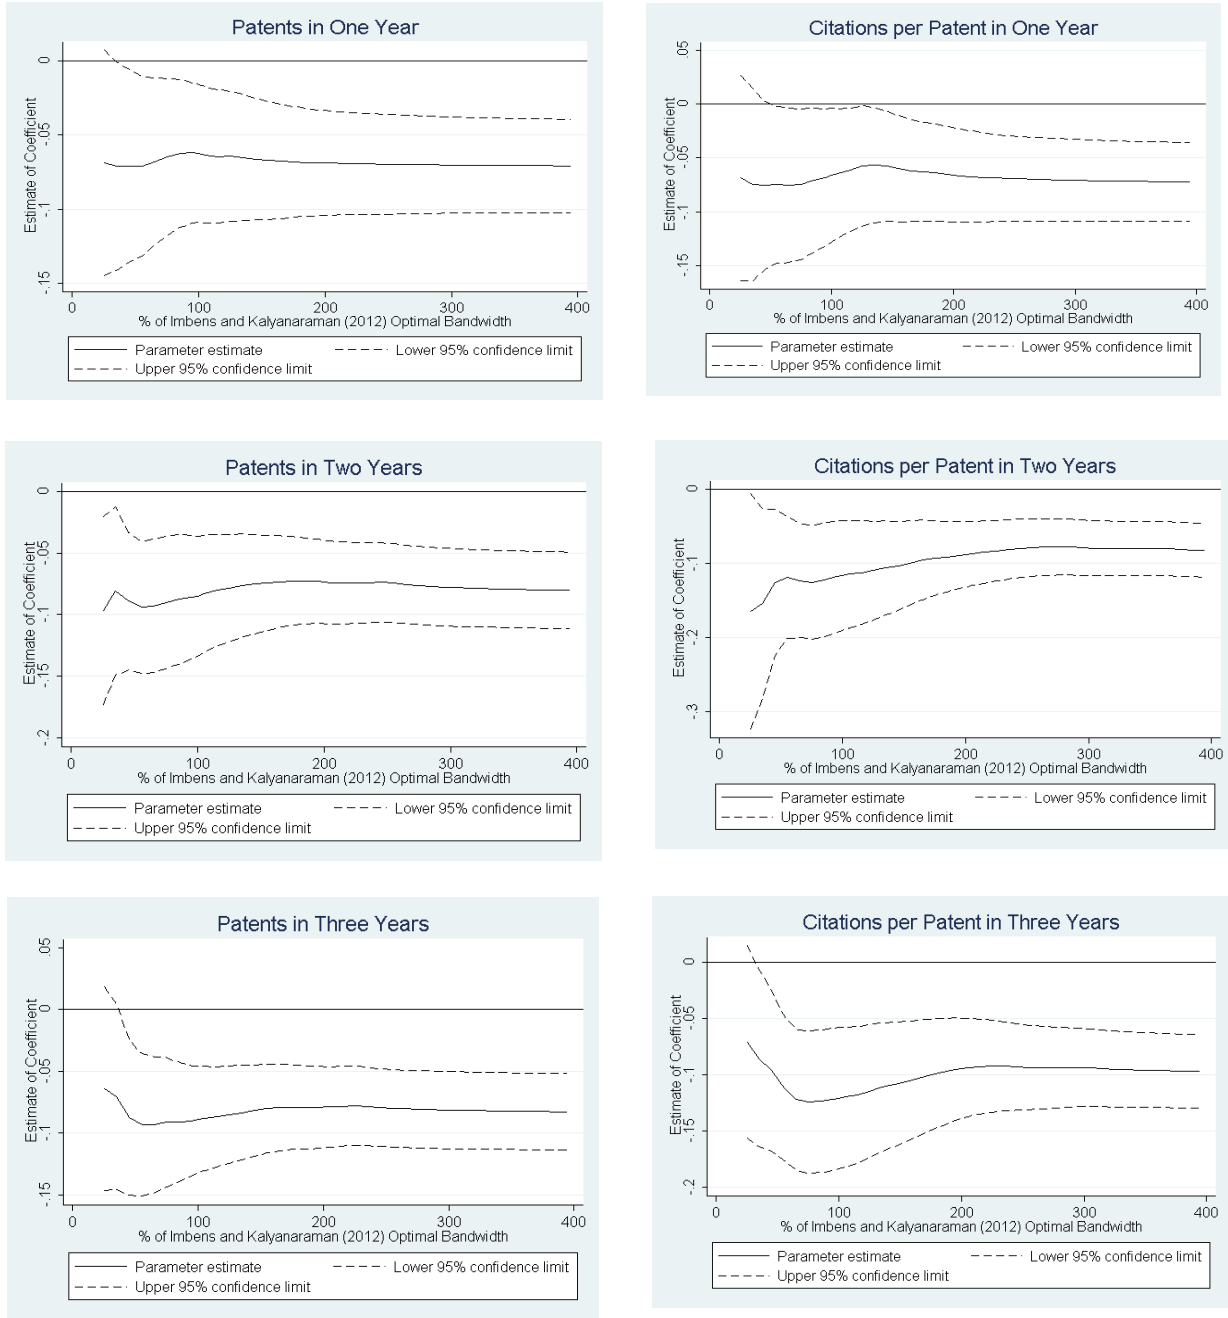 Patents in One Year
Estimate of Coefficient
0
-.05
-.1
-.15
0 100 200 300 400
% of Imbens and Kalyanaraman (2012) Optimal Bandwidth
Parameter estimate Lower 95% confidence limit
Upper 95% confidence limit
Citations per Patent in One Year
Estimate of Coefficient
.05
0
-.05
-.1
-.15
0 100 200 300 400
% of Imbens and Kalyanaraman (2012) Optimal Bandwidth
Parameter estimate Lower 95% confidence limit
Upper 95% confidence limit
Patents in Two Years
Estimate of Coefficient
0
-.05
-.1
-.15
-.2
0 100 200 300 400
% of Imbens and Kalyanaraman (2012) Optimal Bandwidth
Parameter estimate Lower 95% confidence limit
Upper 95% confidence limit
Citations per Patent in Two Years
Estimate of Coefficient
0
-.1
-.2
-.3
0 100 200 300 400
% of Imbens and Kalyanaraman (2012) Optimal Bandwidth
Parameter estimate Lower 95% confidence limit
Upper 95% confidence limit
Patents in Three Years
Estimate of Coefficient
.05
0
-.05
-.1
-.15
0 100 200 300 400
% of Imbens and Kalyanaraman (2012) Optimal Bandwidth
Parameter estimate Lower 95% confidence limit
Upper 95% confidence limit
Citations per Patent in Three Years
Estimate of Coefficient
0
-.05
-.1
-.15
-.2
0 100 200 300 400
% of Imbens and Kalyanaraman (2012) Optimal Bandwidth
Parameter estimate Lower 95% confidence limit
Upper 95% confidence limit